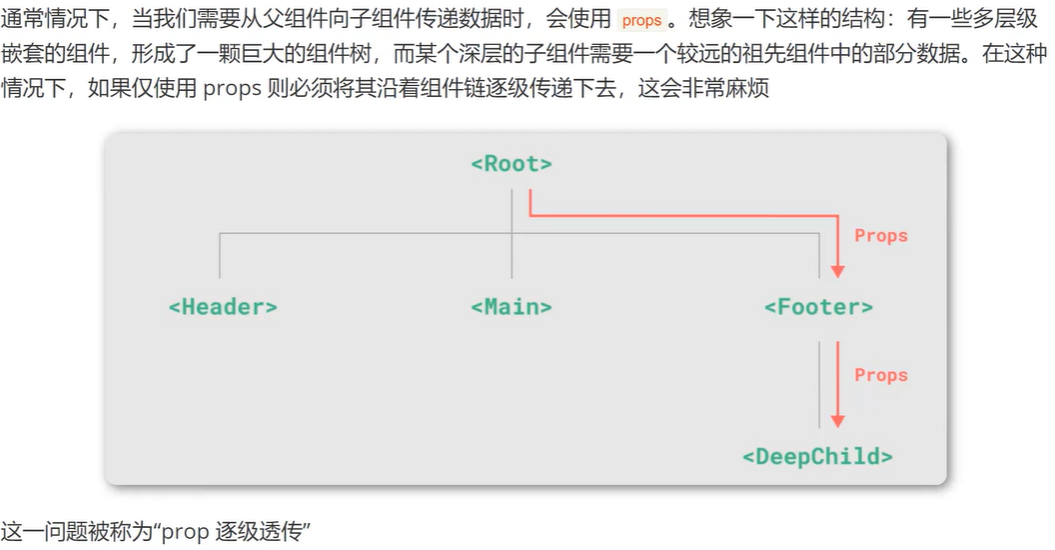 通常情况下，当我们需要从父组件向子组件传递数据时，会使用 props 。想象一下这样的结构：有一些多层级
嵌套的组件，形成了一颗巨大的组件树，而某个深层的子组件需要一个较远的祖先组件中的部分数据。在这种
情况下，如果仅使用 props 则必须将其沿着组件链逐级传递下去，这会非常麻烦
<Root>
Props
<Header>
<Main>
<Footer>
Props
<DeepChild>
这一问题被称为“prop 逐级透传”